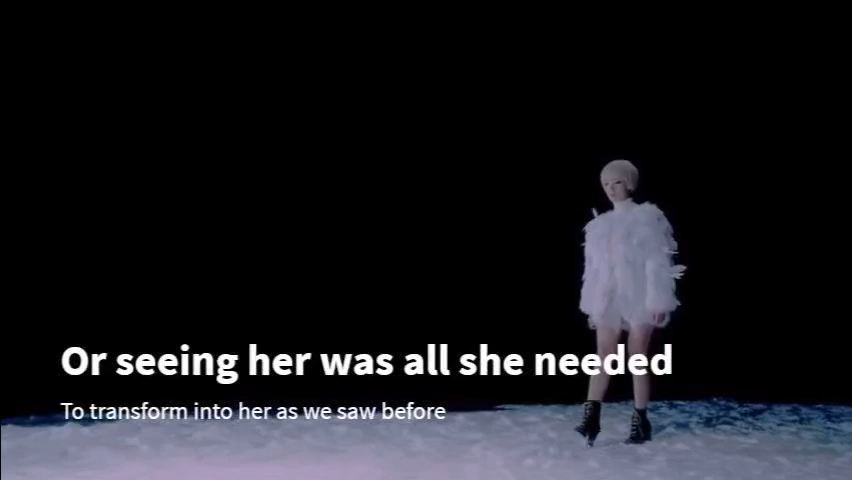 Or seeing her was all she needed
To transform into her as we saw before